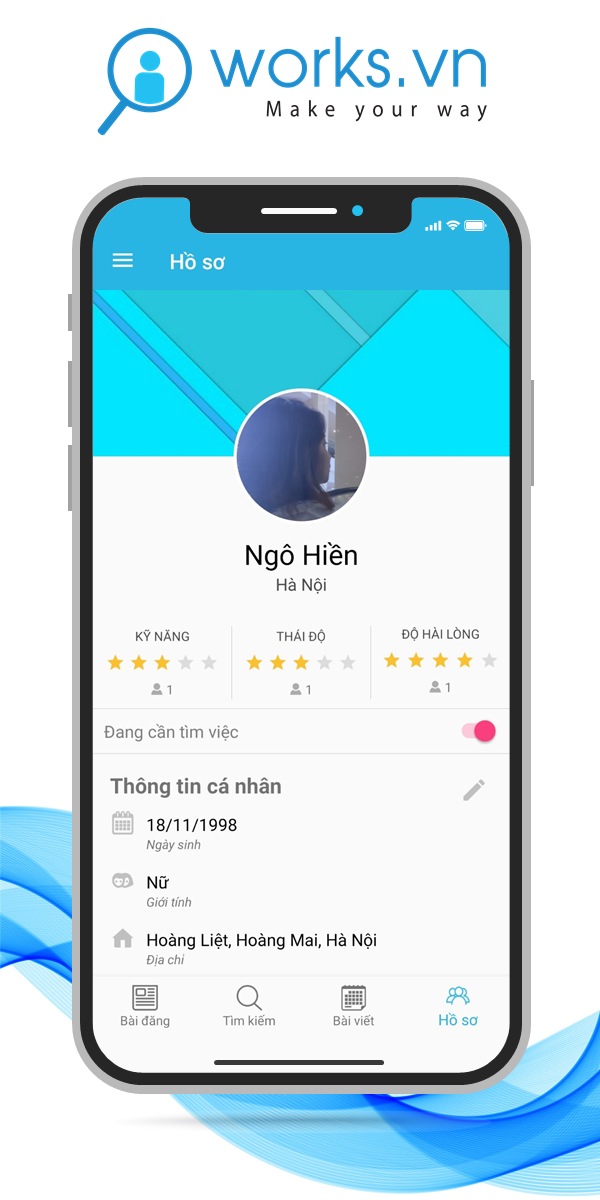 works.vn
Make your way
Hồ sơ
Ngô Hiền
Hà Nội
KỸ NĂNG
THÁI ĐỘ
ĐỘ HÀI LÒNG
1
1
1
Đang cần tìm việc
Thông tin cá nhân
18/11/1998
Ngày sinh
Nữ
Giới tính
Hoàng Liệt, Hoàng Mai, Hà Nội
Địa chỉ
Bài đăng
Tìm kiếm
Bài viết
Hồ sơ